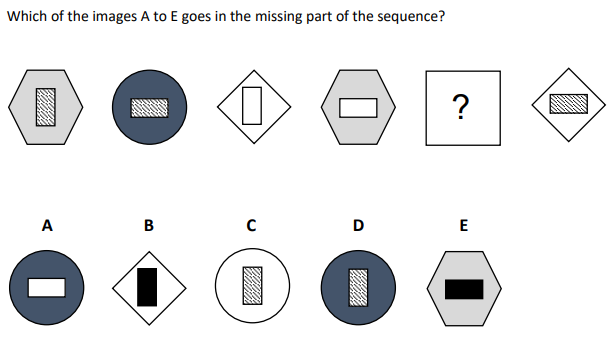 Which of the images A to E goes in the missing part of the sequence?
?
A B C D E